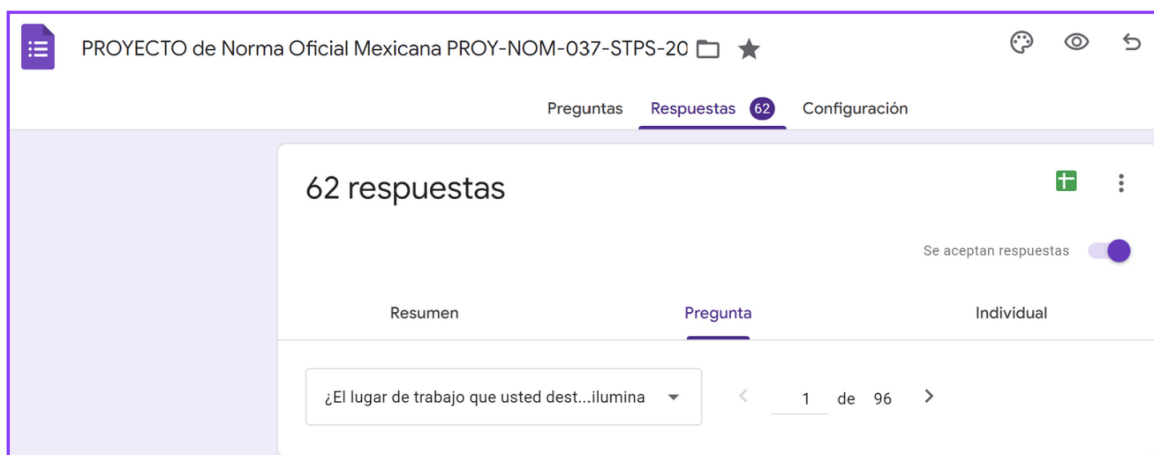 PROYECTO de Norma Oficial Mexicana PROY-NOM-037-STPS-20
Preguntas Respuestas 62 Configuración
62 respuestas
Se aceptan respuestas
Resumen Pregunta Individual
¿El lugar de trabajo que usted dest...ilumina 1 de 96